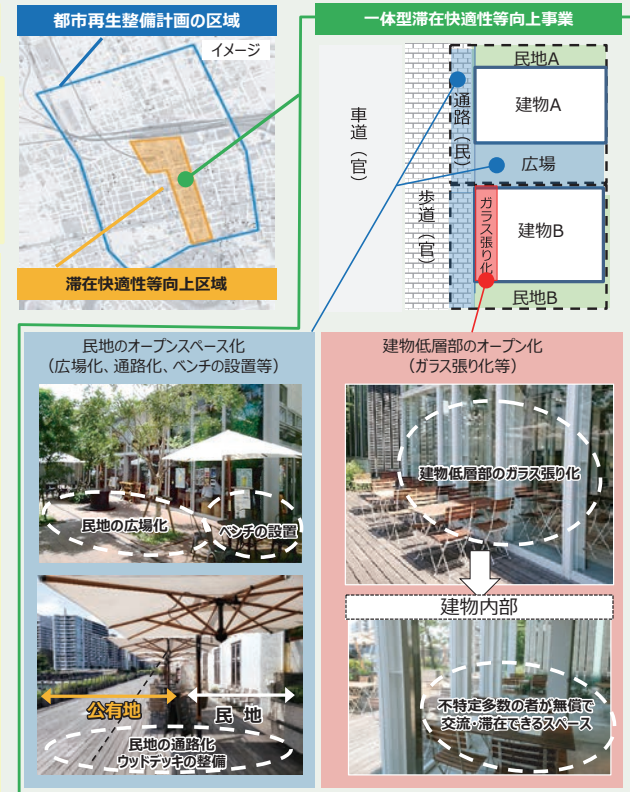 都市再生整備計画の区域
イメージ
滞在快適性等向上区域
一体型滞在快適性等向上事業
車道（官）
歩道（官）
通路（民）
民地A
建物A
広場
ガラス張り化
建物B
民地B
民地のオープンスペース化
（広場化、通路化、ベンチの設置等）
民地の広場化
ベンチの設置
公有地
民 地
民地の通路化
ウッドデッキの整備
建物低層部のオープン化
（ガラス張り化等）
建物低層部のガラス張り化
建物内部
不特定多数の者が無償で
交流・滞在できるスペース